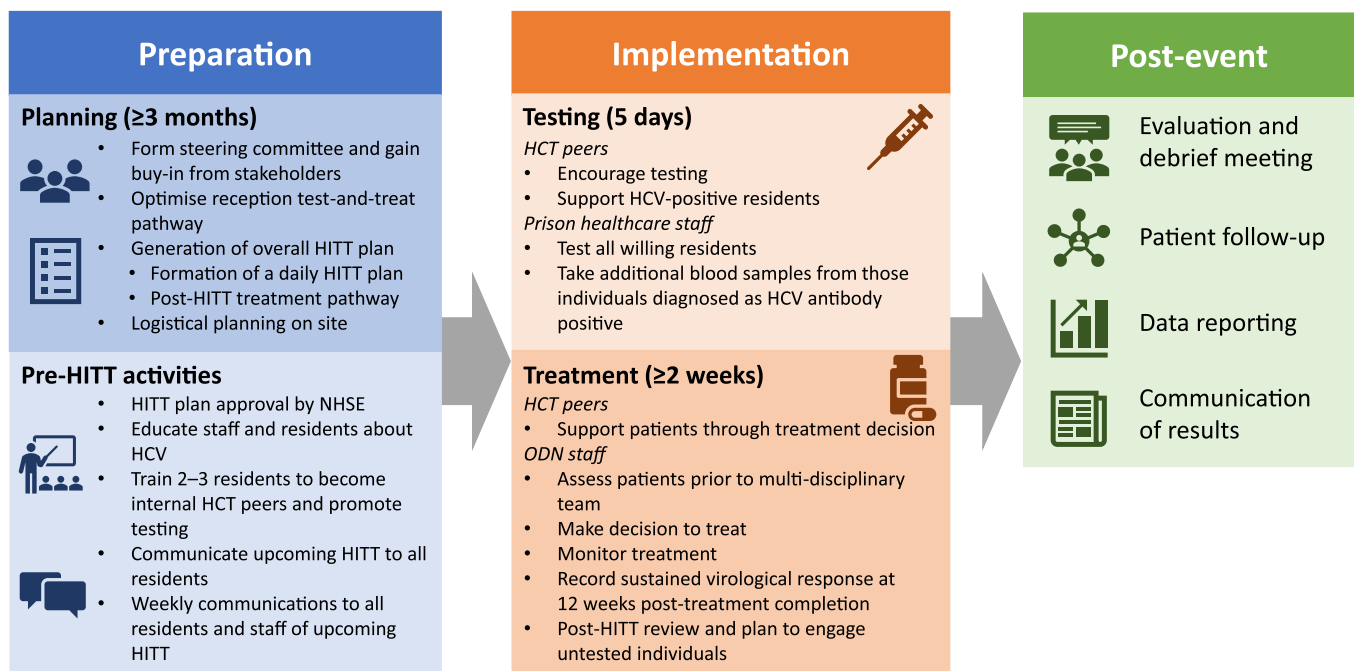 Preparation
Planning (≥3 months)
• Form steering committee and gain
buy-in from stakeholders
• Optimise reception test-and-treat
pathway
• Generation of overall HITT plan
• Formation of a daily HITT plan
• Post-HITT treatment pathway
• Logistical planning on site
Pre-HITT activities
• HITT plan approval by NHSE
• Educate staff and residents about
HCV
• Train 2–3 residents to become
internal HCT peers and promote
testing
• Communicate upcoming HITT to all
residents
• Weekly communications to all
residents and staff of upcoming
HITT
Implementation
Testing (5 days)
HCT peers
• Encourage testing
• Support HCV-positive residents
Prison healthcare staff
• Test all willing residents
• Take additional blood samples from those
individuals diagnosed as HCV antibody
positive
Treatment (≥2 weeks)
HCT peers
• Support patients through treatment decision
ODN staff
• Assess patients prior to multi-disciplinary
team
• Make decision to treat
• Monitor treatment
• Record sustained virological response at
12 weeks post-treatment completion
• Post-HITT review and plan to engage
untested individuals
Post-event
Evaluation and
debrief meeting
Patient follow-up
Data reporting
Communication
of results